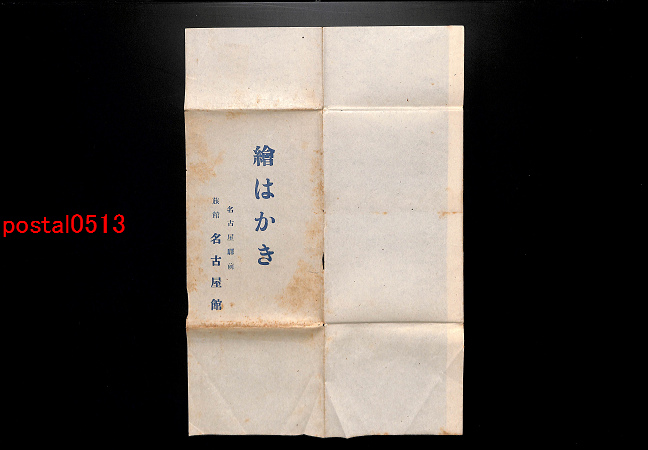 繪はかき
名古屋驛前
旅館 名古屋館
postal0513